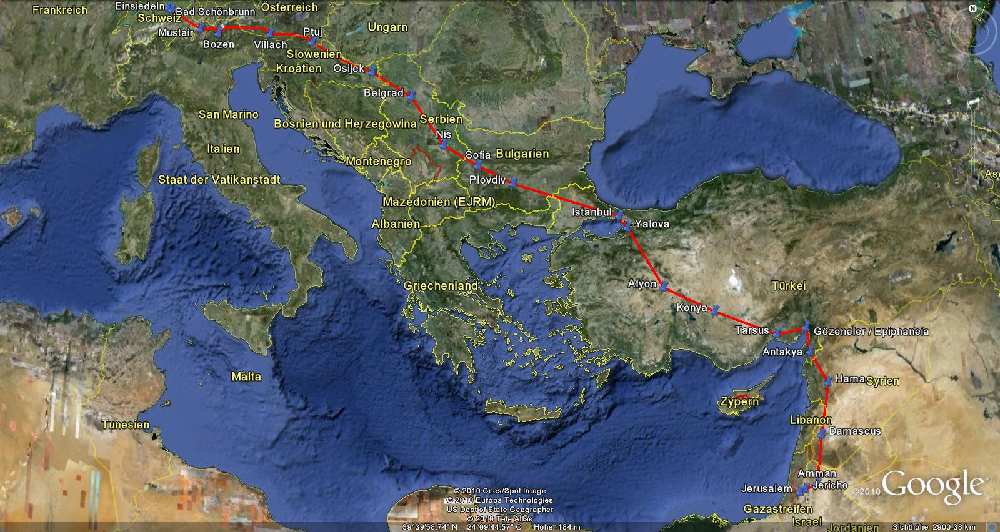 Frankreich
Einsiedeln
Bad Schönbrunn
Österreich
Schweiz
Mustair
Bozen
Villach
Ptuj
Ungarn
Slowenien
Kroatien
Osijek
Belgrad
San Marino
Bosnien und Herzegowina
Serbien
Nis
Italien
Montenegro
Sofia
Bulgarien
Staat der Vatikanstadt
Plovdiv
Mazedonien (EJRM)
Istanbul
Albanien
Yalova
Griechenland
Afyon
Türkei
Konya
Tarsus
Gözeneler / Epiphaneia
Antakya
Malta
Hama
Syrien
Zypern
Tunesien
Libanon
Damascus
Amman
Jericho
Jerusalem
Gazastreifen
Israel
Jordanien
N
© 2010 Cnes/Spot Image
© 2010 Europa Technologies
US Dept of State Geographer
© 2010 Tele Atlas
©2010 Google
39°39'58.74" N 24°09'44.57" O Höhe -184 m
Sichthöhe 2900.38 km